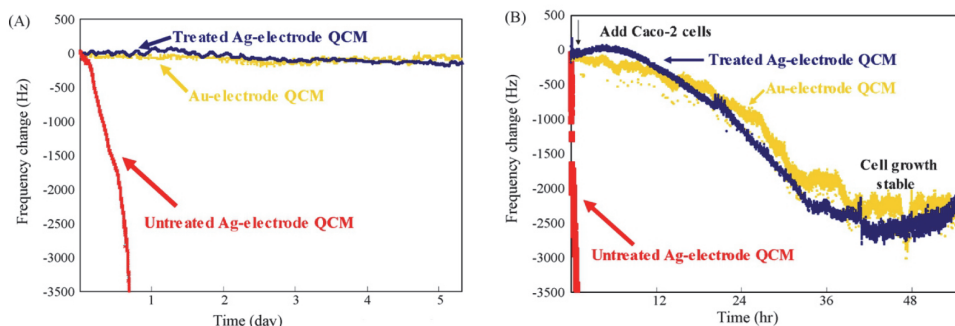 (A)
500
0
-500
-1000
-1500
-2000
-2500
-3000
-3500
Frequency change (Hz)
Treated Ag-electrode QCM
Au-electrode QCM
Untreated Ag-electrode QCM
1
2
3
4
5
Time (day)
(B)
500
0
-500
-1000
-1500
-2000
-2500
-3000
-3500
Frequency change (Hz)
Add Caco-2 cells
Treated Ag-electrode QCM
Au-electrode QCM
Cell growth
stable
Untreated Ag-electrode QCM
12
24
36
48
Time (hr)